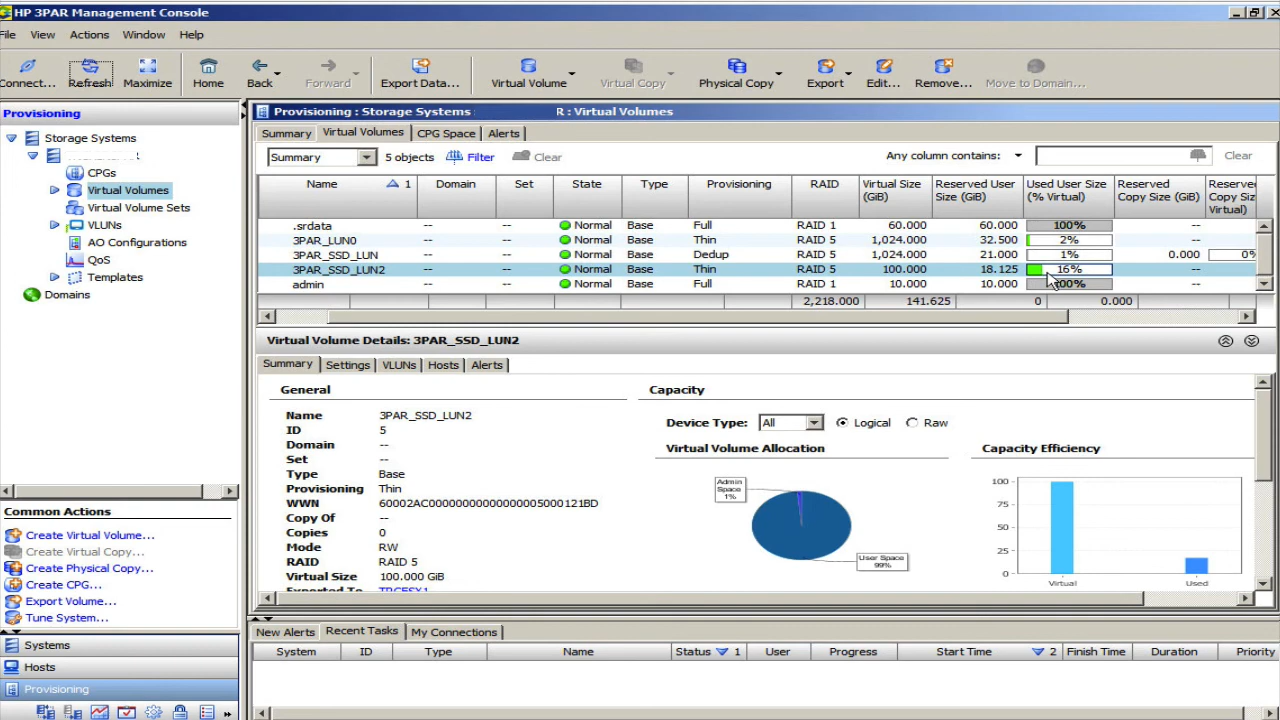 HP 3PAR Management Console
File View Actions Window Help
Connect... Refresh Maximize Home Back Forward Export Data... Virtual Volume Virtual Copy Physical Copy Export Edit... Remove... Move to Domain...
Provisioning
Storage Systems
CPGs
Virtual Volumes
Virtual Volume Sets
VLUNs
AO Configurations
QoS
Templates
Domains
Common Actions
Create Virtual Volume...
Create Virtual Copy...
Create Physical Copy...
Create CPG...
Export Volume...
Tune System...
Systems
Hosts
Provisioning
Provisioning : Storage Systems R : Virtual Volumes
Summary Virtual Volumes CPG Space Alerts
Summary 5 objects Filter Clear Any column contains: Clear
Name 1 Domain Set State Type Provisioning RAID Virtual Size (GiB) Reserved User Size (GiB) Used User Size (% Virtual) Reserved Copy Size (GiB) Reserved Copy Size Virtual)
.srdata -- -- Normal Base Full RAID 1 60.000 60.000 100% --
3PAR_LUN0 -- -- Normal Base Thin RAID 5 1,024.000 32.500 2% --
3PAR_SSD_LUN -- -- Normal Base Dedup RAID 5 1,024.000 21.000 1% 0.000 0%
3PAR_SSD_LUN2 -- -- Normal Base Thin RAID 5 100.000 18.125 16% --
admin -- -- Normal Base Full RAID 1 10.000 10.000 100% --
2,218.000 141.625 0 0.000
Virtual Volume Details: 3PAR_SSD_LUN2
Summary Settings VLUNs Hosts Alerts
General
Name 3PAR_SSD_LUN2
ID 5
Domain --
Set --
Type Base
Provisioning Thin
WWN 60002AC0000000000000005000121BD
Copy Of --
Copies 0
Mode RW
RAID RAID 5
Virtual Size 100.000 GiB
Exported To
Capacity
Device Type: All Logical Raw
Virtual Volume Allocation
Admin Space 1%
User Space 99%
Capacity Efficiency
100
75
50
25
0
Virtual Used
New Alerts Recent Tasks My Connections
System ID Type Name Status 1 User Progress Start Time 2 Finish Time Duration Priority